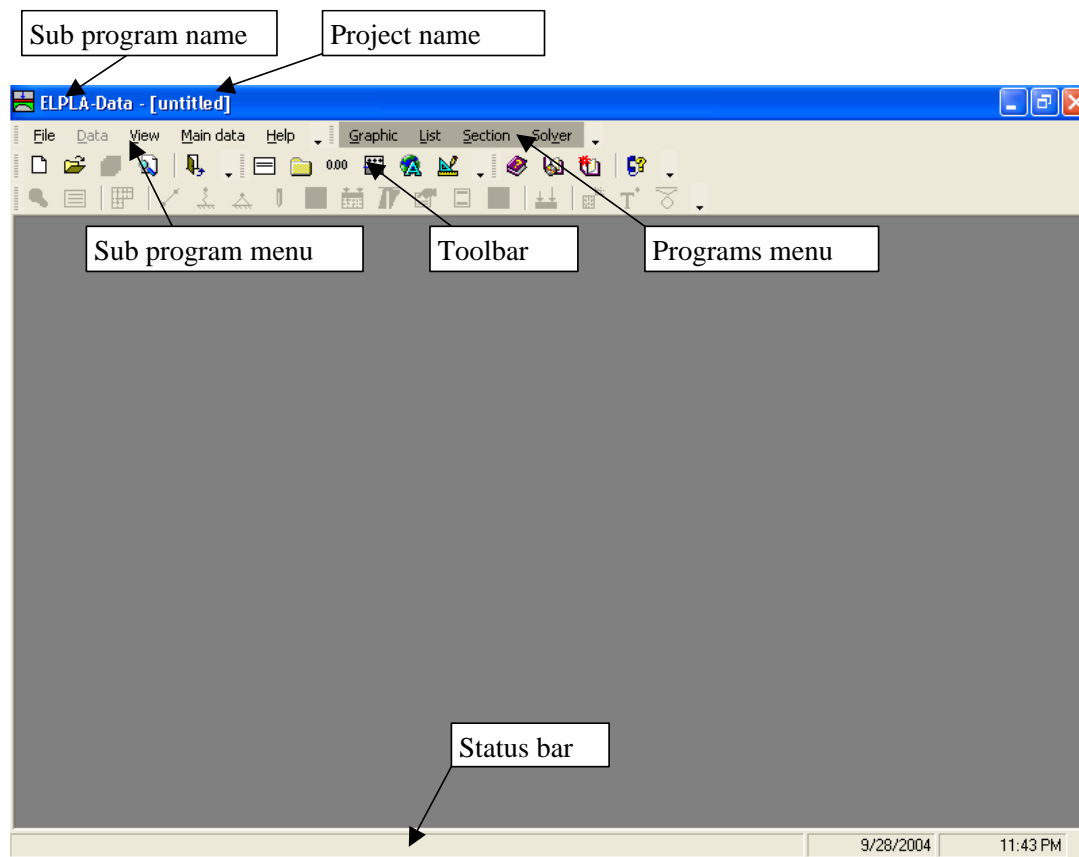 Sub program name
Project name
ELPLA-Data - [untitled]
File Data View Main data Help Graphic List Section Solver
0.00
Sub program menu
Toolbar
Programs menu
Status bar
9/28/2004 11:43 PM